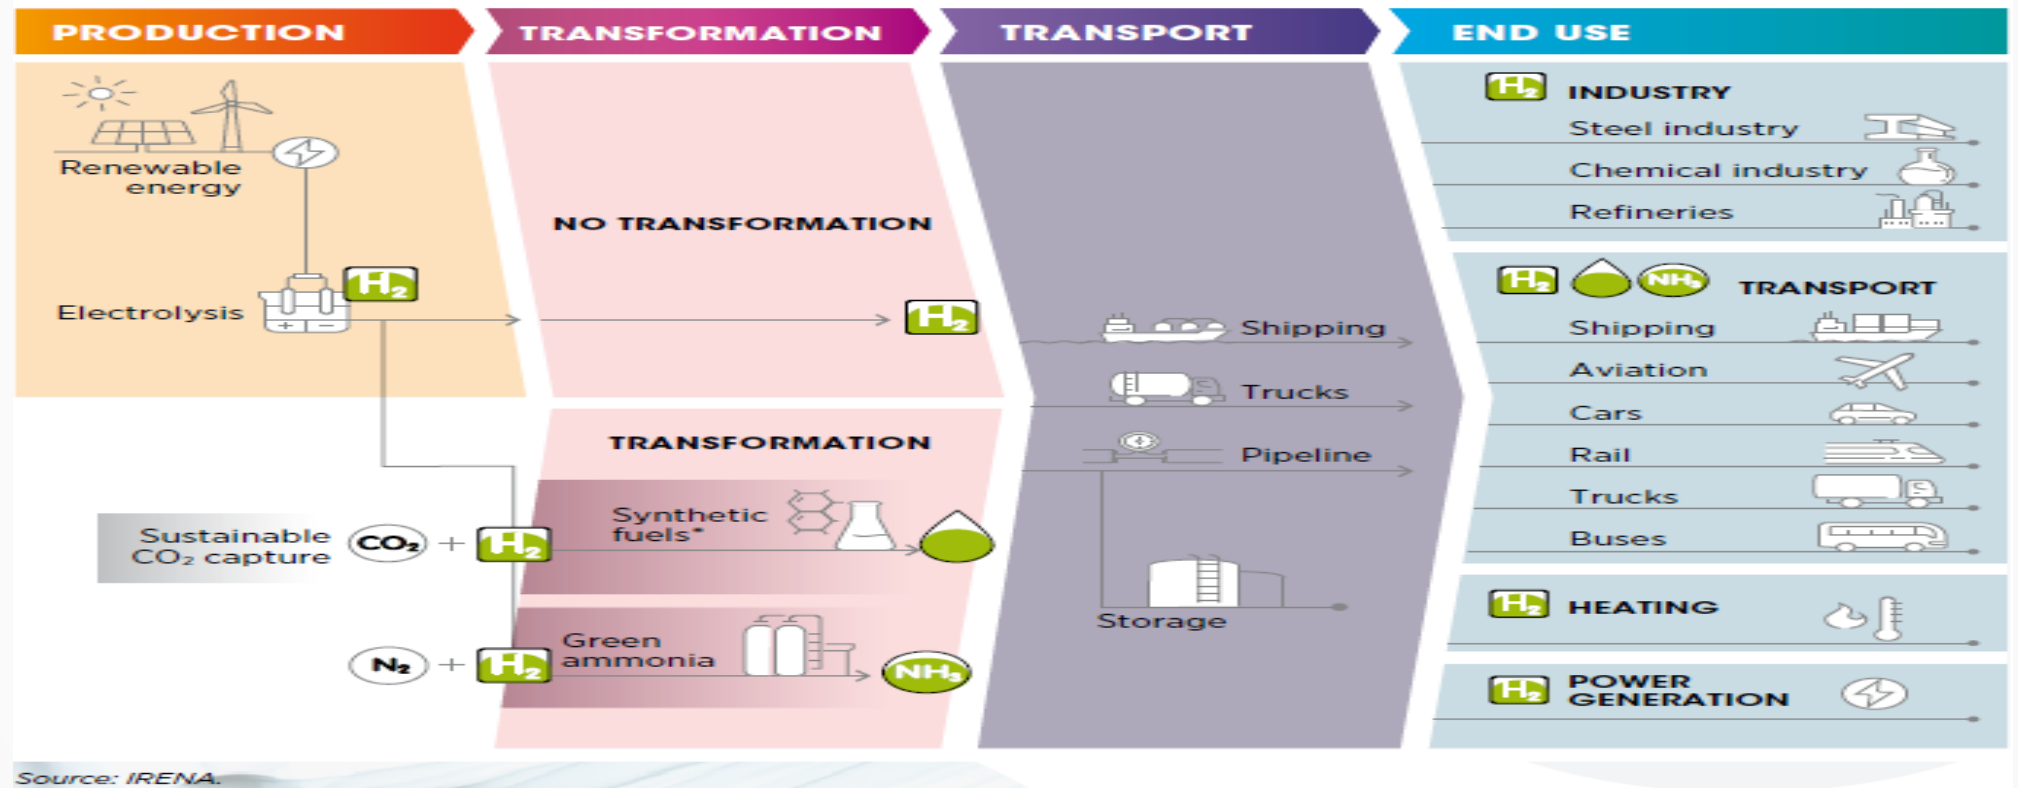 PRODUCTION
TRANSFORMATION
TRANSPORT
END USE
Renewable
energy
Electrolysis
H₂
NO TRANSFORMATION
H₂
TRANSFORMATION
Sustainable
CO₂ capture
CO₂
+
H₂
Synthetic
fuels*
N₂
+
H₂
Green
ammonia
NH₃
Shipping
Trucks
Pipeline
Storage
H₂ INDUSTRY
Steel industry
Chemical industry
Refineries
H₂ NH₃ TRANSPORT
Shipping
Aviation
Cars
Rail
Trucks
Buses
H₂ HEATING
H₂ POWER
GENERATION
Source: IRENA.